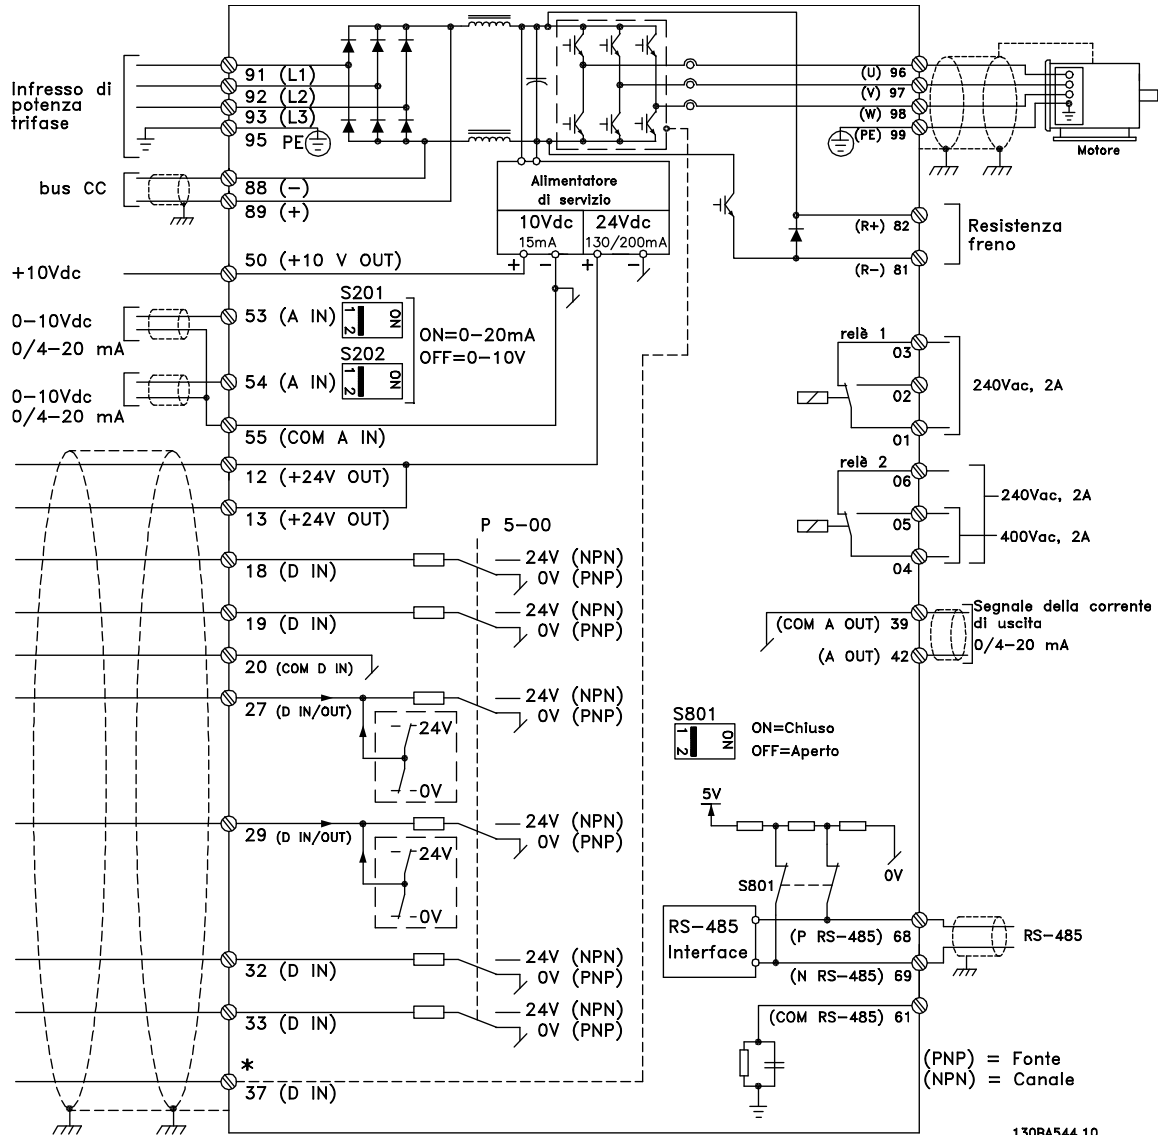 Infresso di
potenza
trifase
91 (L1)
92 (L2)
93 (L3)
95 PE
bus CC
88 (−)
89 (+)
+10Vdc
50 (+10 V OUT)
0−10Vdc
0/4−20 mA
53 (A IN)
S201
1 2
ON
S202
1 2
ON
ON=0−20mA
OFF=0−10V
0−10Vdc
0/4−20 mA
54 (A IN)
55 (COM A IN)
12 (+24V OUT)
13 (+24V OUT)
P 5-00
18 (D IN)
24V (NPN)
0V (PNP)
19 (D IN)
24V (NPN)
0V (PNP)
20 (COM D IN)
27 (D IN/OUT)
24V (NPN)
0V (PNP)
24V
0V
29 (D IN/OUT)
24V (NPN)
0V (PNP)
24V
0V
32 (D IN)
24V (NPN)
0V (PNP)
33 (D IN)
24V (NPN)
0V (PNP)
*
37 (D IN)
Alimentatore
di servizio
10Vdc
15mA
24Vdc
130/200mA
+ − + −
(U) 96
(V) 97
(W) 98
(PE) 99
Motore
(R+) 82
Resistenza
freno
(R−) 81
relè 1
03
02
240Vac, 2A
01
relè 2
06
240Vac, 2A
05
400Vac, 2A
04
(COM A OUT) 39
Segnale della corrente
di uscita
0/4−20 mA
(A OUT) 42
S801
1 2
ON
ON=Chiuso
OFF=Aperto
5V
S801
0V
RS−485
Interface
(P RS−485) 68
RS−485
(N RS−485) 69
(COM RS−485) 61
(PNP) = Fonte
(NPN) = Canale
130BA544.10